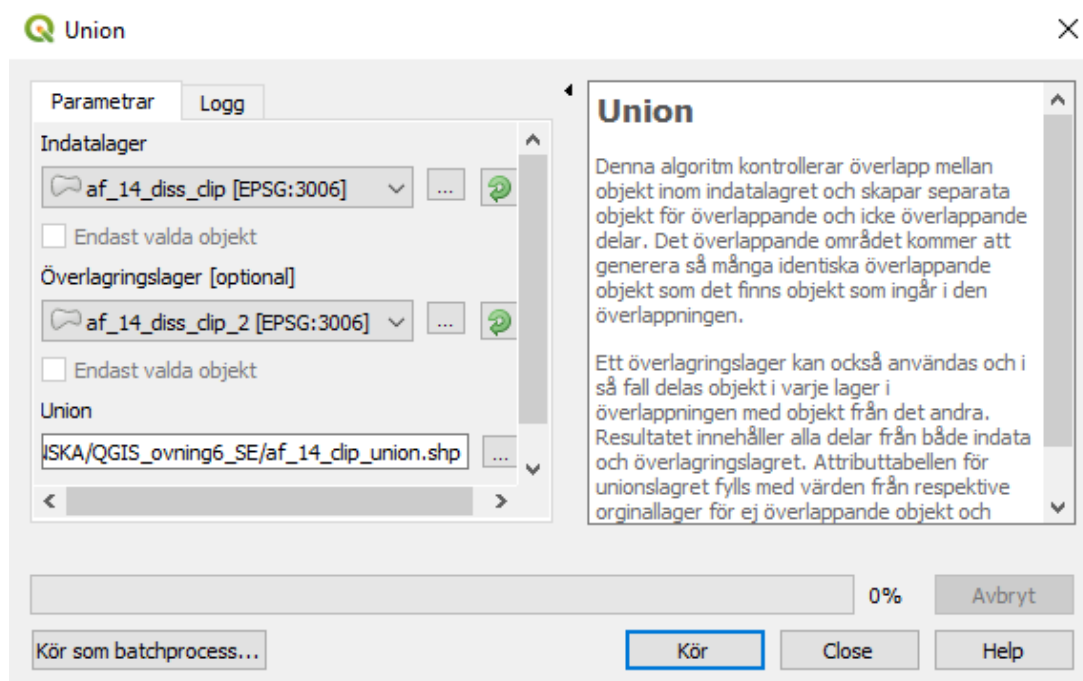 Union
Parametrar
Logg
Indatalager
af_14_diss_clip [EPSG:3006]
...
Endast valda objekt
Överlagringslager [optional]
af_14_diss_clip_2 [EPSG:3006]
...
Endast valda objekt
Union
NSKA/QGIS_ovning6_SE/af_14_clip_union.shp
...
Union
Denna algoritm kontrollerar överlapp mellan
objekt inom indatalagret och skapar separata
objekt för överlappande och icke överlappande
delar. Det överlappande området kommer att
generera så många identiska överlappande
objekt som det finns objekt som ingår i den
överlappningen.
Ett överlagringslager kan också användas och i
så fall delas objekt i varje lager i
överlappningen med objekt från det andra.
Resultatet innehåller alla delar från både indata
och överlagringslagret. Attributtabellen för
unionslagret fylls med värden från respektive
orginallager för ej överlappande objekt och
0%
Avbryt
Kör som batchprocess...
Kör
Close
Help